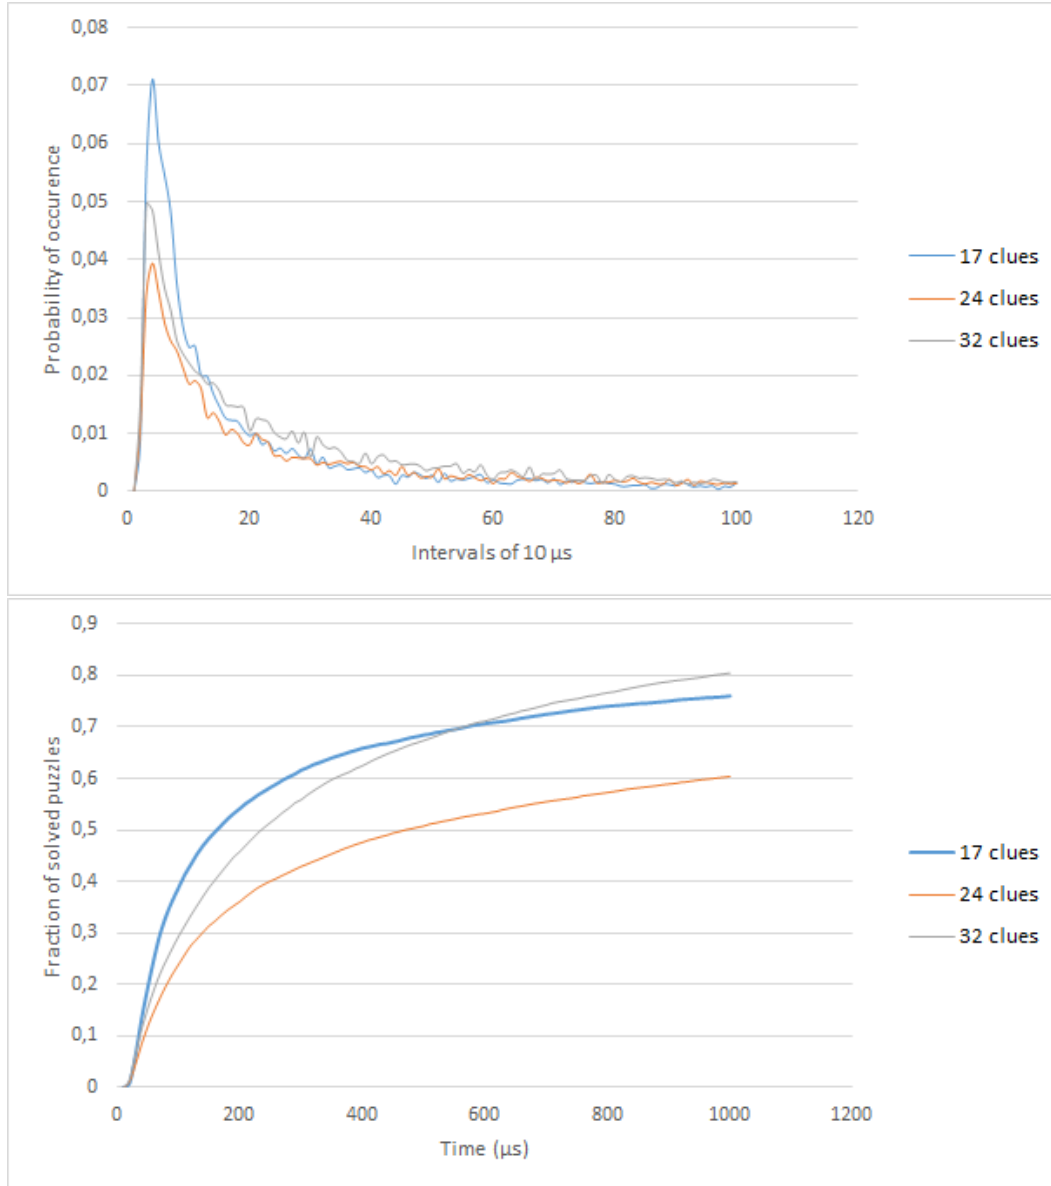 0,08
0,07
0,06
0,05
0,04
0,03
0,02
0,01
0
Probability of occurence
0 20 40 60 80 100 120
Intervals of 10 µs
17 clues
24 clues
32 clues
0,9
0,8
0,7
0,6
0,5
0,4
0,3
0,2
0,1
0
Fraction of solved puzzles
0 200 400 600 800 1000 1200
Time (µs)
17 clues
24 clues
32 clues